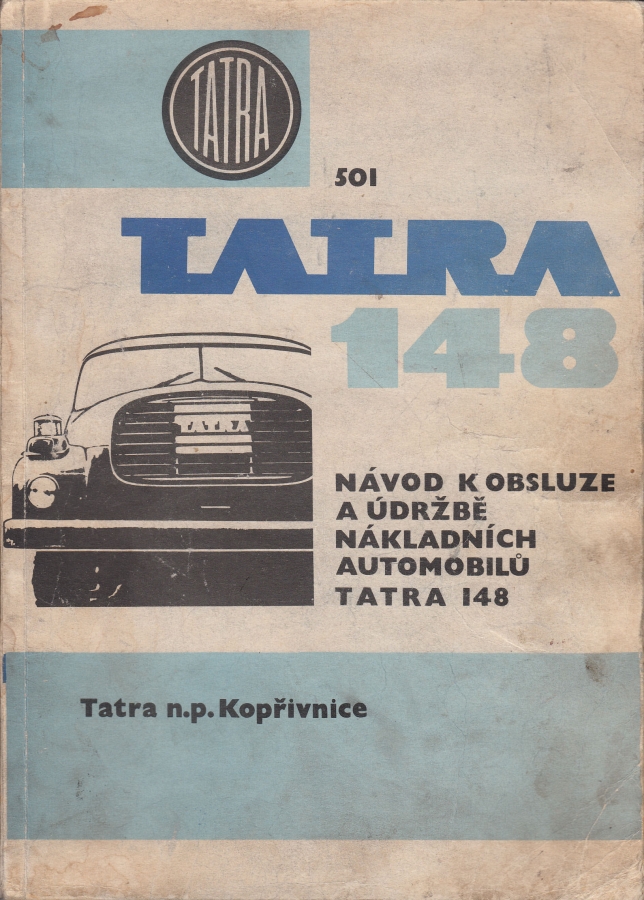 TATRA
501
TATRA
148
TATRA
NÁVOD K OBSLUZE
A ÚDRŽBĚ
NÁKLADNÍCH
AUTOMOBILŮ
TATRA 148
Tatra n.p. Kopřivnice